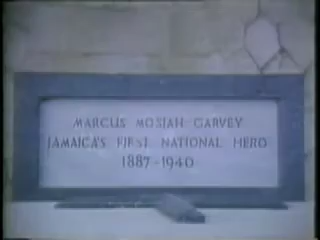 MARCUS MOSIAH GARVEY
JAMAICA'S FIRST NATIONAL HERO
1887-1940